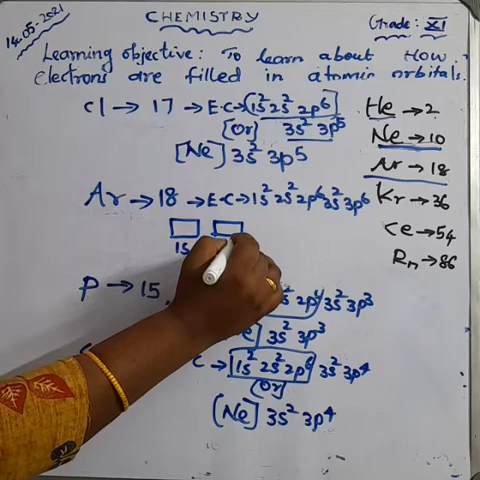 14.05-2021
CHEMISTRY
Grade: XI
Learning objective: To learn about How
electrons are filled in atomic orbitals.
Cl → 17 → E-C → [1s² 2s² 2p⁶]
[Or] 3s² 3p⁵
[Ne] 3s² 3p⁵
He → 2
Ne → 10
Ar → 18
Kr → 36
Ce → 54
Rn → 86
Ar → 18 → E-C → 1s² 2s² 2p⁶ 3s² 3p⁶
1s
P → 15
3s² 3p³
3s² 3p³
C → [1s² 2s² 2p⁶] 3s² 3p⁴
(Or)
[Ne] 3s² 3p⁴